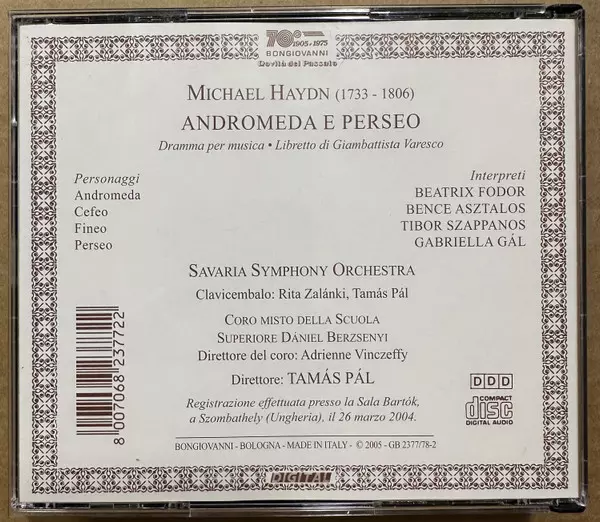 70° 1905-1975
BONGIOVANNI
Novità del Passato
MICHAEL HAYDN (1733 - 1806)
ANDROMEDA E PERSEO
Dramma per musica • Libretto di Giambattista Varesco
Personaggi Interpreti
Andromeda BEATRIX FODOR
Cefeo BENCE ASZTALOS
Fineo TIBOR SZAPPANOS
Perseo GABRIELLA GÁL
SAVARIA SYMPHONY ORCHESTRA
Clavicembalo: Rita Zalánki, Tamás Pál
CORO MISTO DELLA SCUOLA
SUPERIORE DÁNIEL BERZSENYI
Direttore del coro: Adrienne Vinczeffy
Direttore: TAMÁS PÁL
Registrazione effettuata presso la Sala Bartók,
a Szombathely (Ungheria), il 26 marzo 2004.
8 007068 237722
DDD
COMPACT
disc
DIGITAL AUDIO
BONGIOVANNI - BOLOGNA - MADE IN ITALY - © 2005 - GB 2377/78-2
DIGITAL